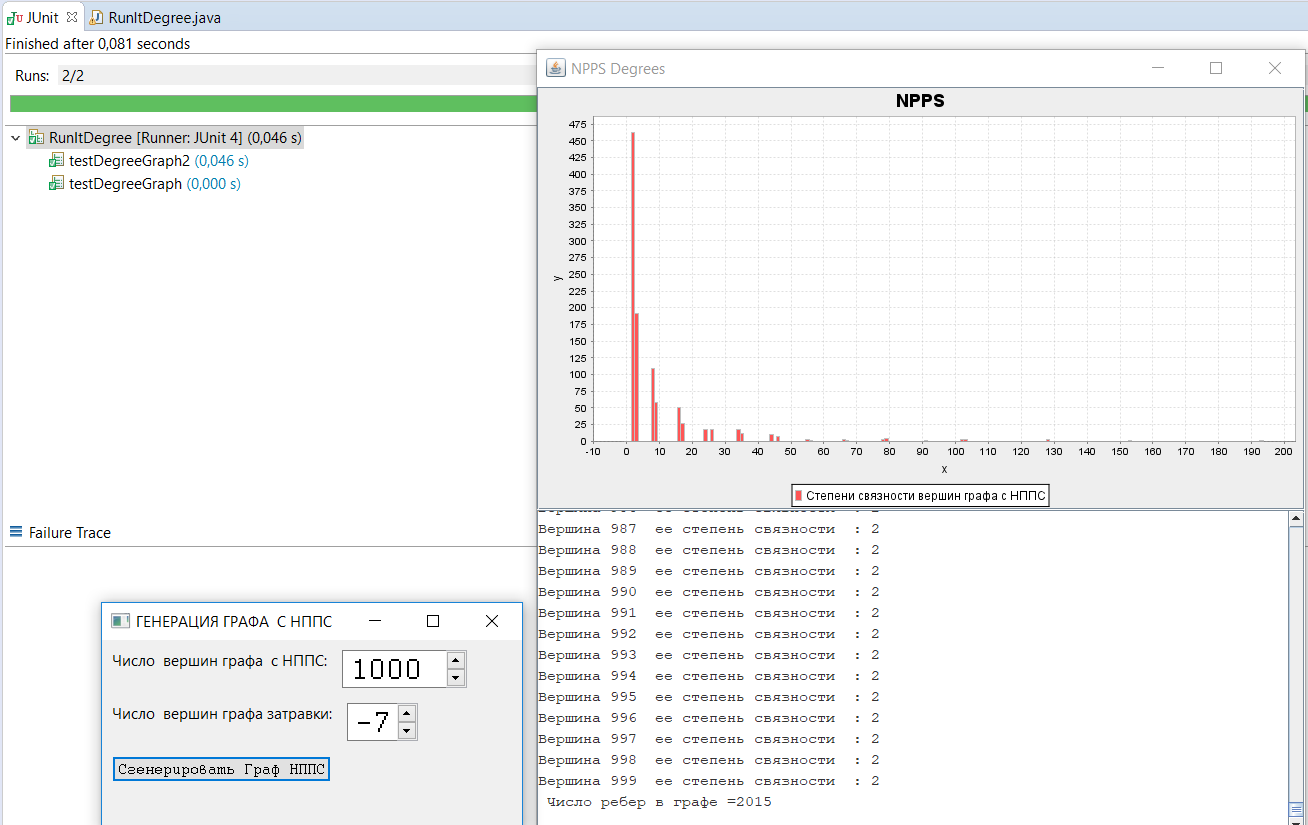 JUnit
RunItDegree.java
Finished after 0,081 seconds
Runs: 2/2
RunItDegree [Runner: JUnit 4] (0,046 s)
testDegreeGraph2 (0,046 s)
testDegreeGraph (0,000 s)
Failure Trace
NPPS Degrees
NPPS
475
450
425
400
375
350
325
300
275
250
225
200
175
150
125
100
75
50
25
0
y
-10 0 10 20 30 40 50 60 70 80 90 100 110 120 130 140 150 160 170 180 190 200
x
Степени связности вершин графа с НППС
Вершина 987 ее степень связности : 2
Вершина 988 ее степень связности : 2
Вершина 989 ее степень связности : 2
Вершина 990 ее степень связности : 2
Вершина 991 ее степень связности : 2
Вершина 992 ее степень связности : 2
Вершина 993 ее степень связности : 2
Вершина 994 ее степень связности : 2
Вершина 995 ее степень связности : 2
Вершина 996 ее степень связности : 2
Вершина 997 ее степень связности : 2
Вершина 998 ее степень связности : 2
Вершина 999 ее степень связности : 2
Число ребер в графе =2015
ГЕНЕРАЦИЯ ГРАФА С НППС
Число вершин графа с НППС: 1000
Число вершин графа затравки: -7
Сгенерировать Граф НППС